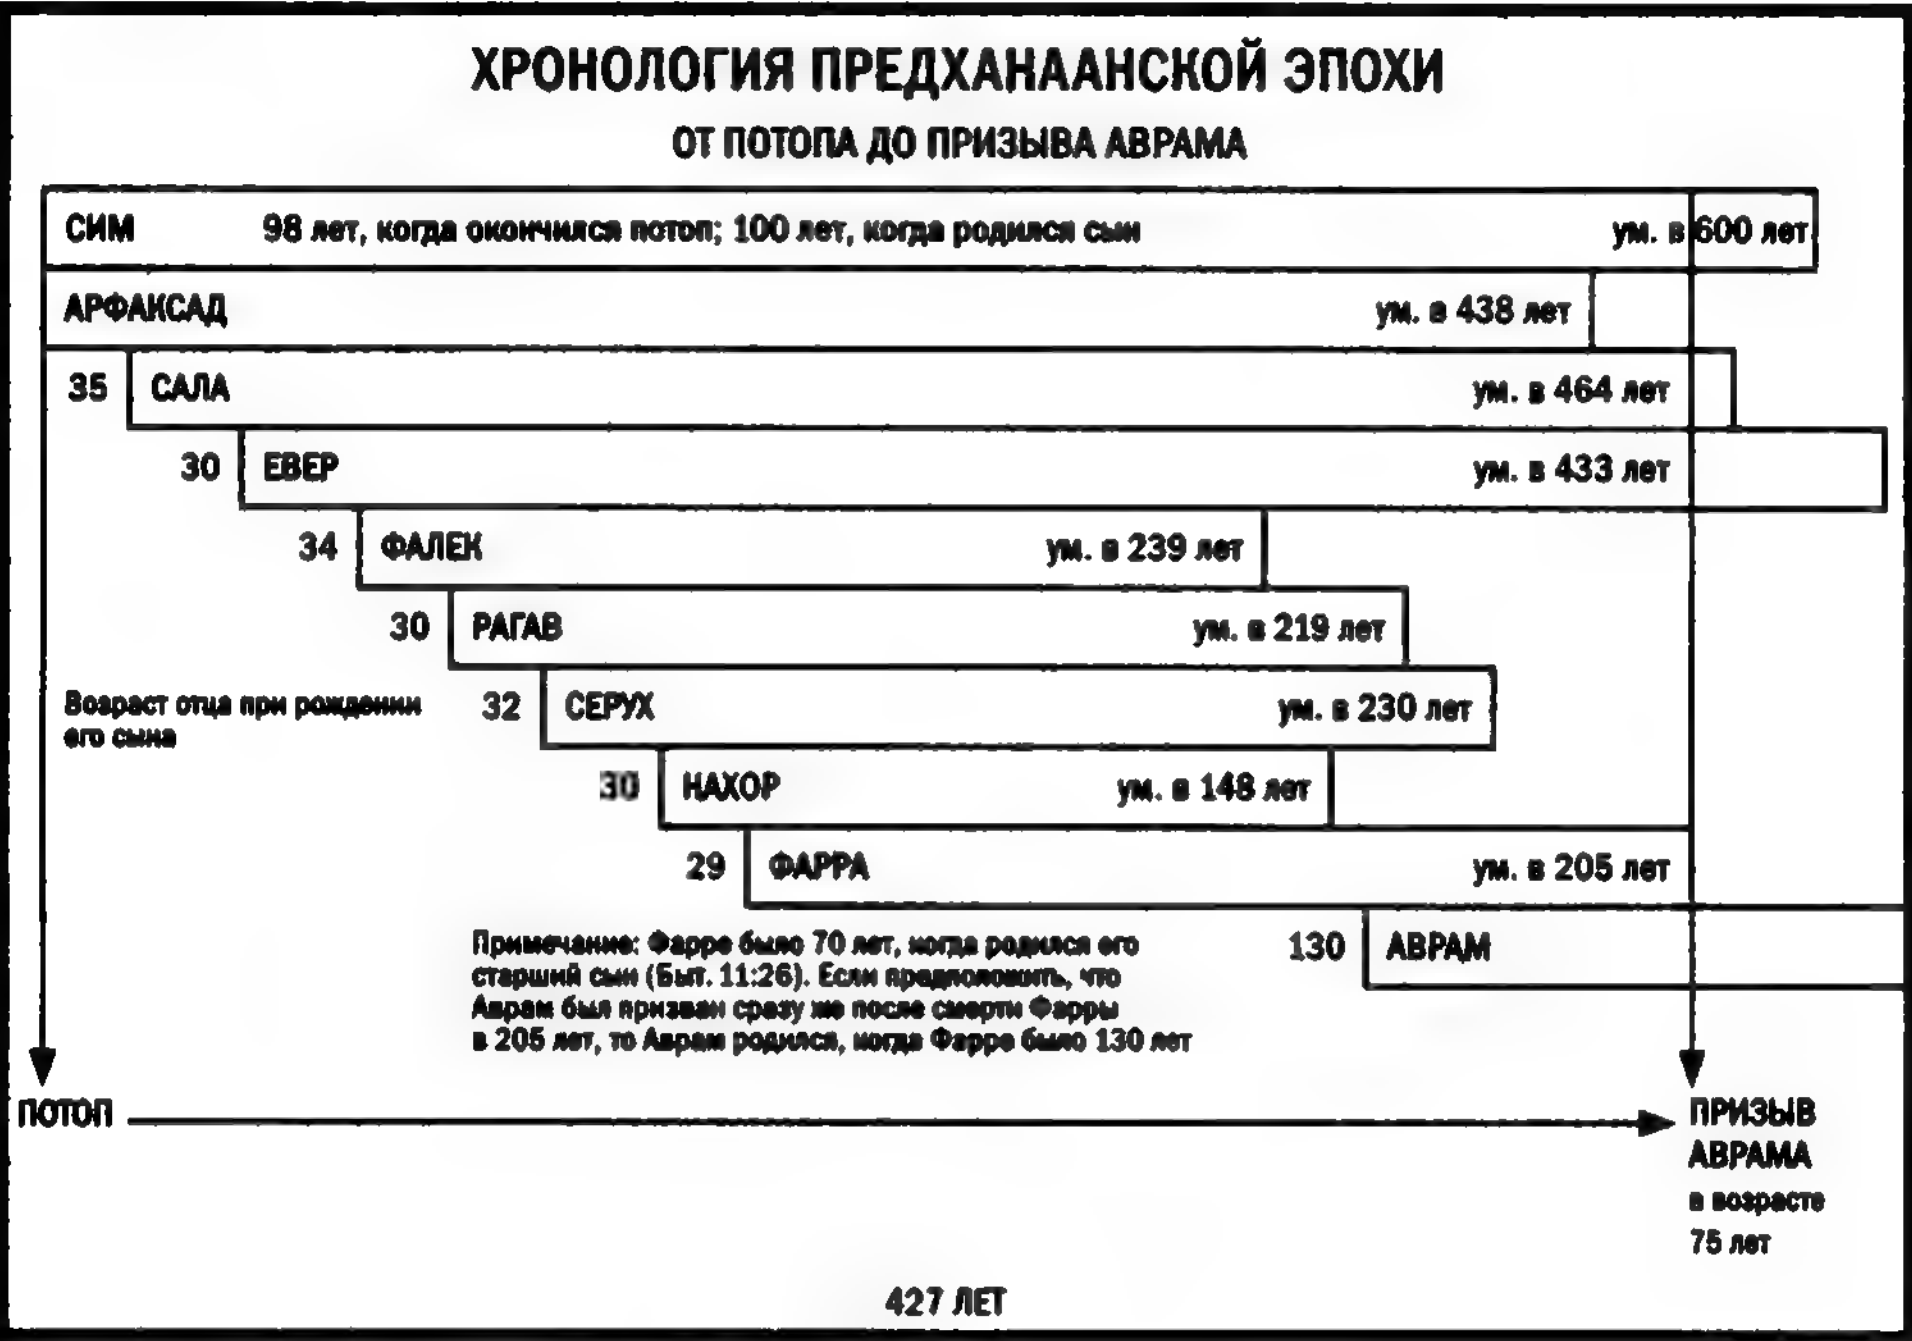 ХРОНОЛОГИЯ ПРЕДХАНААНСКОЙ ЭПОХИ
ОТ ПОТОПА ДО ПРИЗЫВА АВРАМА
СИМ 98 лет, когда окончился потоп; 100 лет, когда родился сын ум. в 600 лет
АРФАКСАД ум. в 438 лет
35 САЛА ум. в 464 лет
30 ЕВЕР ум. в 433 лет
34 ФАЛЕК ум. в 239 лет
30 РАГАВ ум. в 219 лет
32 СЕРУХ ум. в 230 лет
Возраст отца при рождении
его сына
30 НАХОР ум. в 148 лет
29 ФАРРА ум. в 205 лет
130 АВРАМ
Примечание: Фарре было 70 лет, когда родился его
старший сын (Быт. 11:26). Если предположить, что
Аврам был призван сразу же после смерти Фарры
в 205 лет, то Аврам родился, когда Фарре было 130 лет
ПОТОП
ПРИЗЫВ
АВРАМА
в возрасте
75 лет
427 ЛЕТ